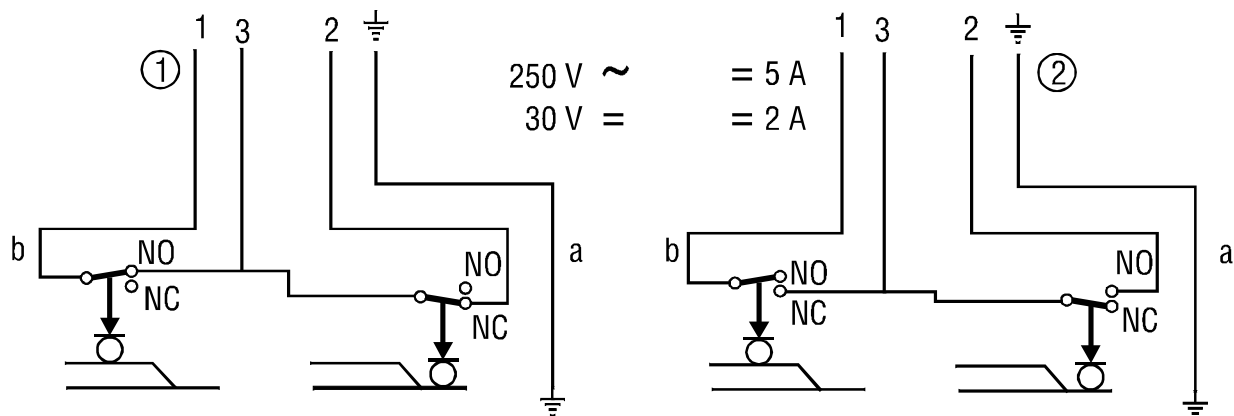 1 3 2
①
250 V ~ = 5 A
30 V = = 2 A
b NO NC
NO NC a
1 3 2
②
b NO NC
NO NC a